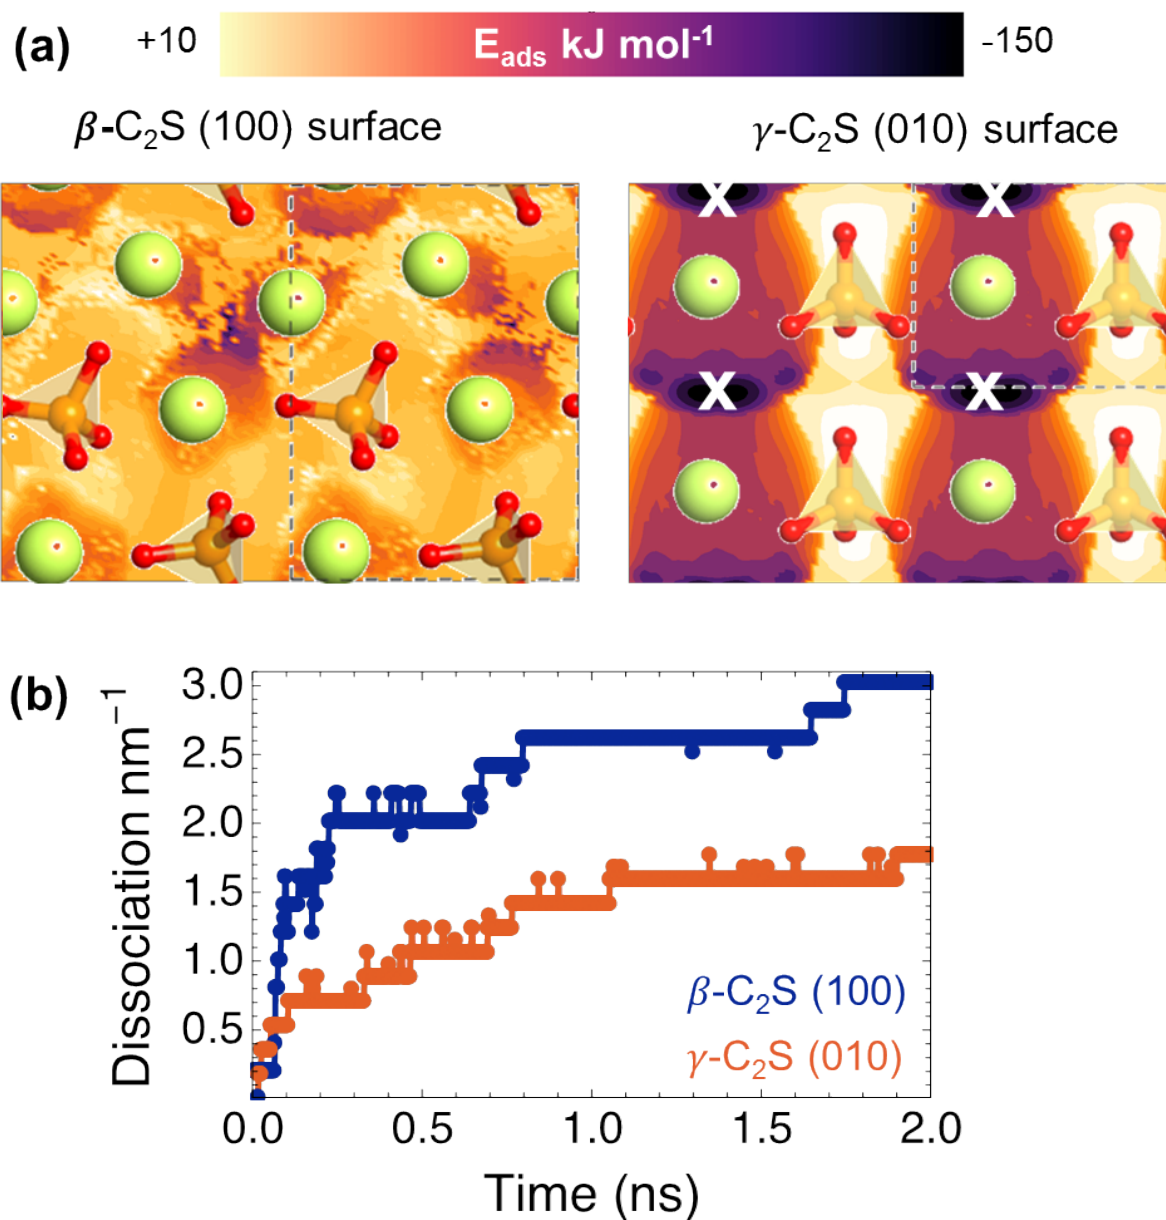 (a) +10 E_ads kJ mol⁻¹ -150
β-C₂S (100) surface γ-C₂S (010) surface
X X
X X
(b)
Dissociation nm⁻¹
3.0
2.5
2.0
1.5
1.0
0.5
β-C₂S (100)
γ-C₂S (010)
0.0 0.5 1.0 1.5 2.0
Time (ns)